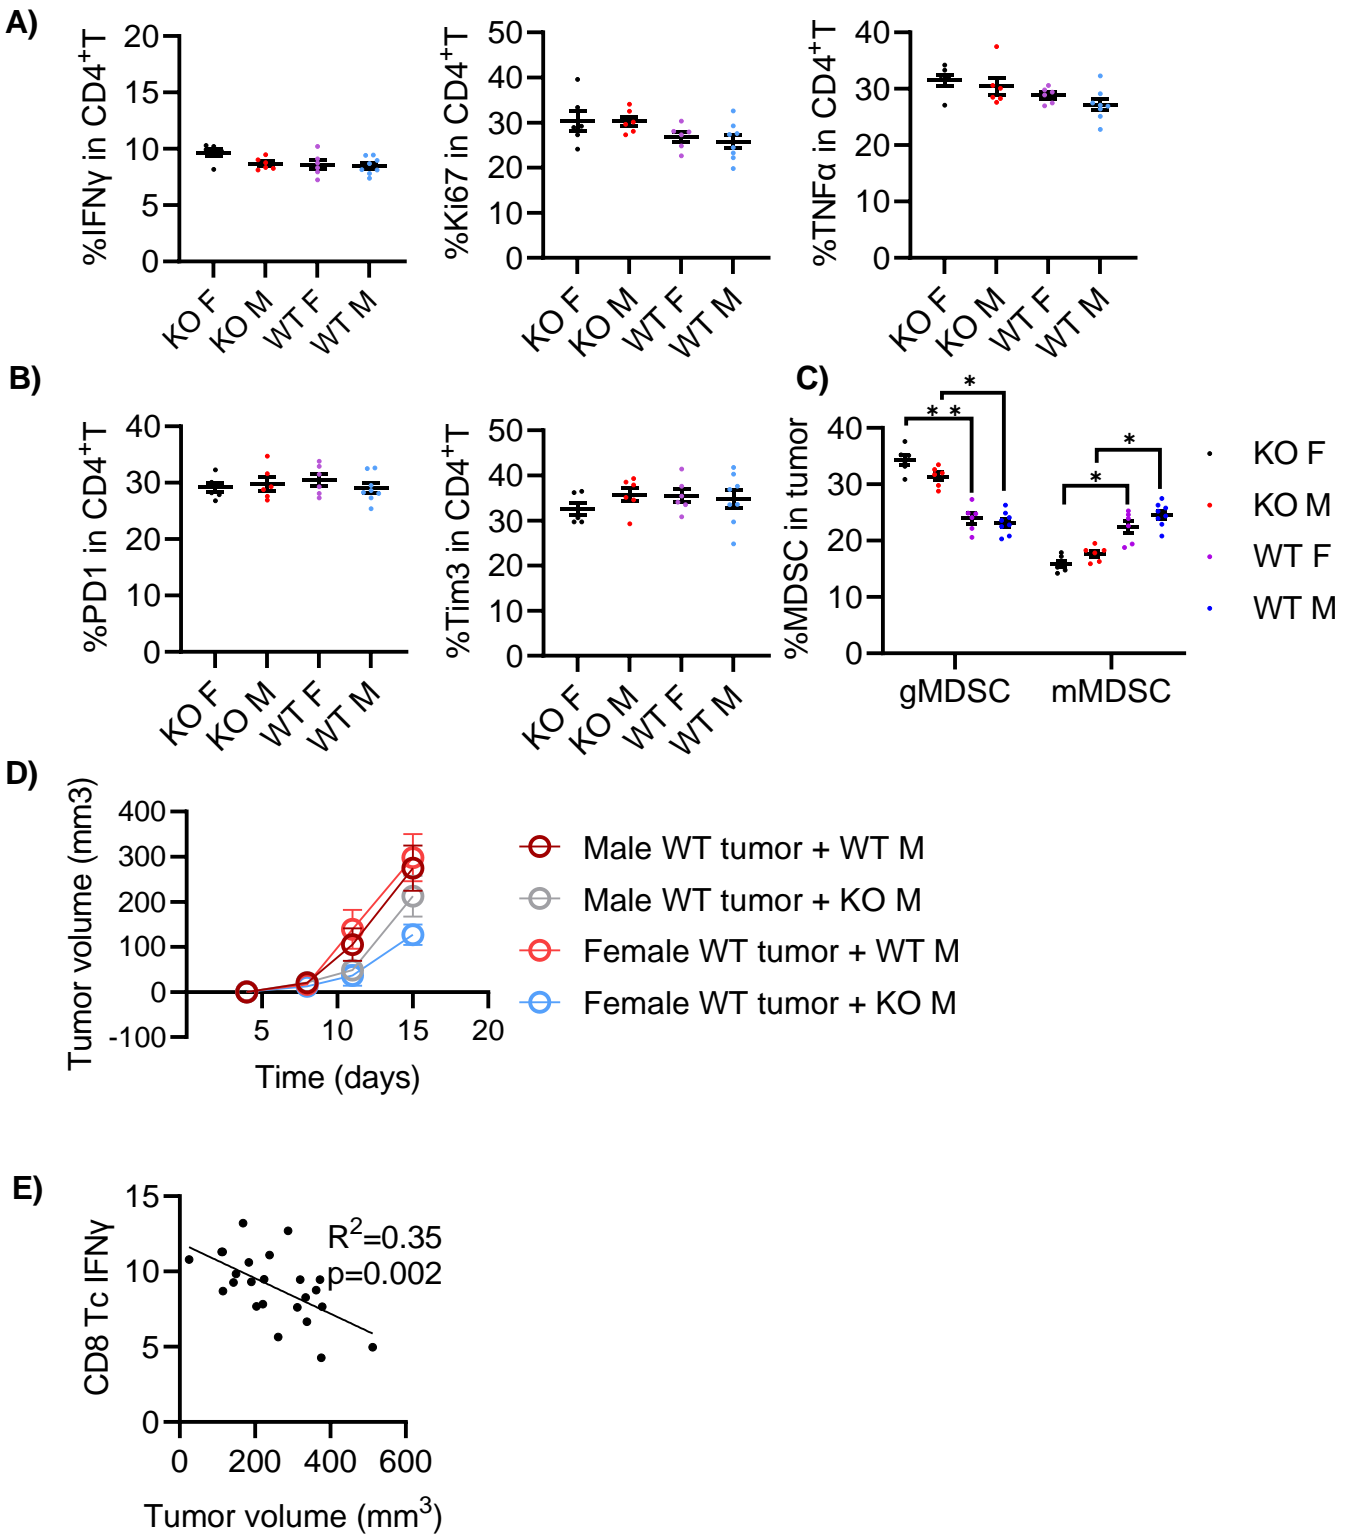 A)
%IFNγ in CD4+T
20
15
10
5
0
KO F
KO M
WT F
WT M
%Ki67 in CD4+T
50
40
30
20
10
0
KO F
KO M
WT F
WT M
%TNFα in CD4+T
40
30
20
10
0
KO F
KO M
WT F
WT M
B)
%PD1 in CD4+T
40
30
20
10
0
KO F
KO M
WT F
WT M
%Tim3 in CD4+T
50
40
30
20
10
0
KO F
KO M
WT F
WT M
C)
%MDSC in tumor
40
30
20
10
0
* *
*
*
*
gMDSC
mMDSC
KO F
KO M
WT F
WT M
D)
Tumor volume (mm3)
400
300
200
100
0
-100
5
10
15
20
Time (days)
Male WT tumor + WT M
Male WT tumor + KO M
Female WT tumor + WT M
Female WT tumor + KO M
E)
CD8 Tc IFNγ
15
10
5
0
R2=0.35
p=0.002
0
200
400
600
Tumor volume (mm3)